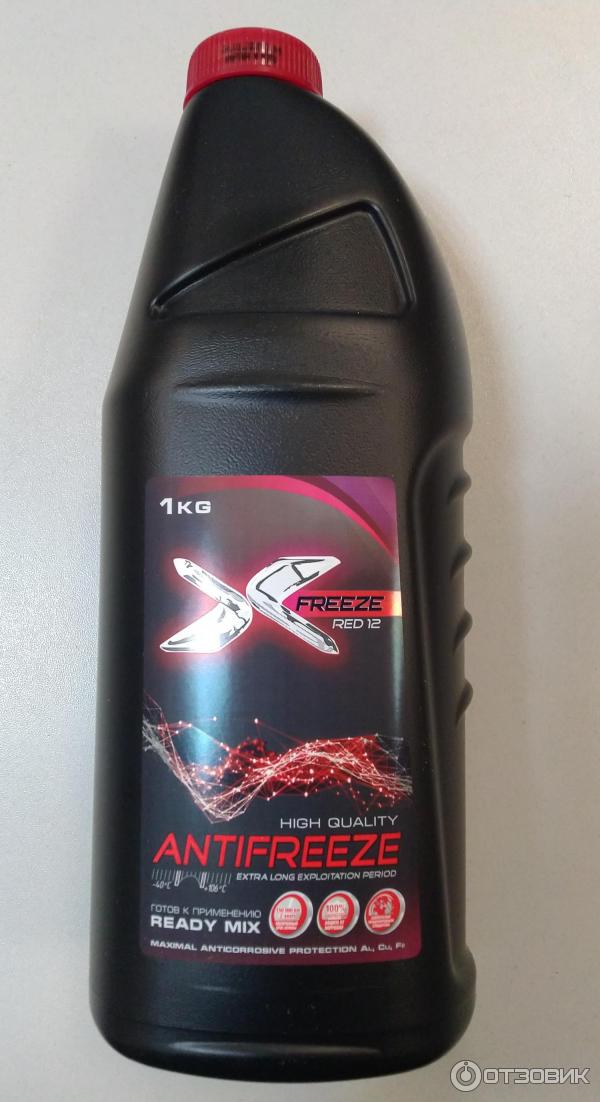 1KG
X
FREEZE
RED 12
HIGH QUALITY
ANTIFREEZE
EXTRA LONG EXPLOITATION PERIOD
-40°C +106°C
ГОТОВ К ПРИМЕНЕНИЮ
READY MIX
100%
MAXIMAL ANTICORROSIVE PROTECTION AL, CU, FE
ОТЗОВИК